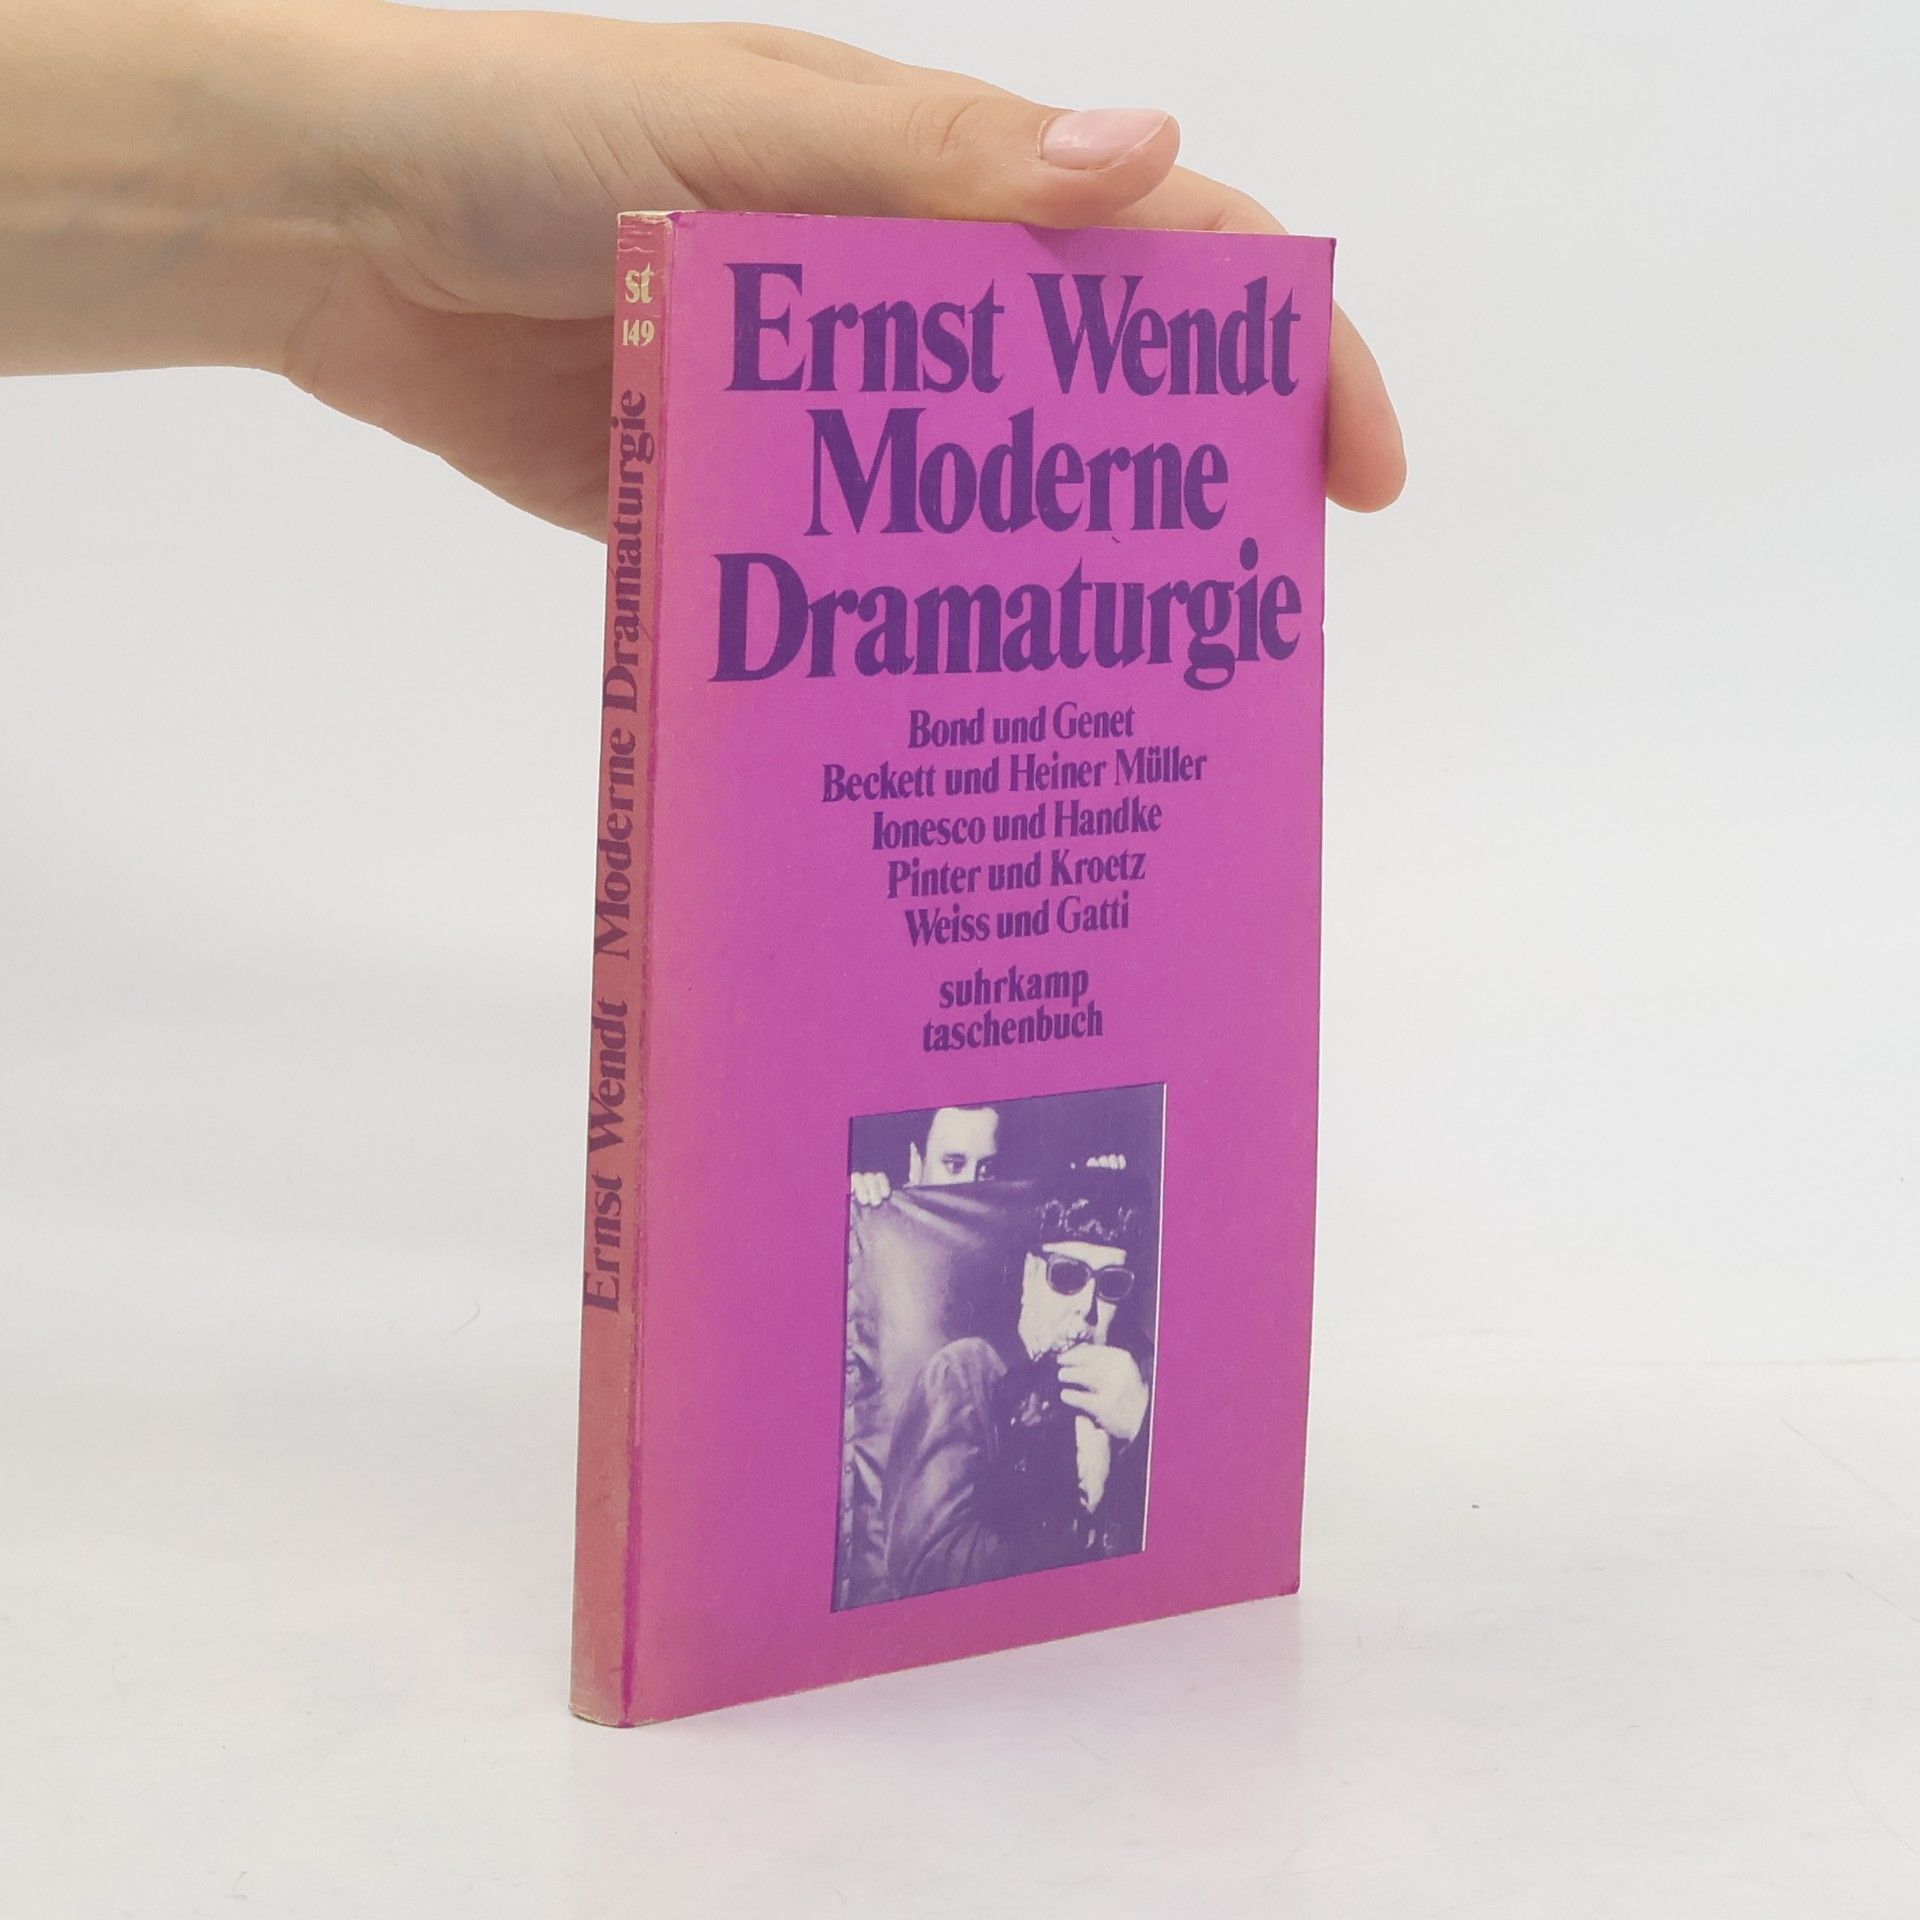 st
149
Ernst Wendt Moderne Dramaturgie
Ernst Wendt
Moderne
Dramaturgie
Bond und Genet
Beckett und Heiner Müller
Ionesco und Handke
Pinter und Kroetz
Weiss und Gatti
suhrkamp
taschenbuch